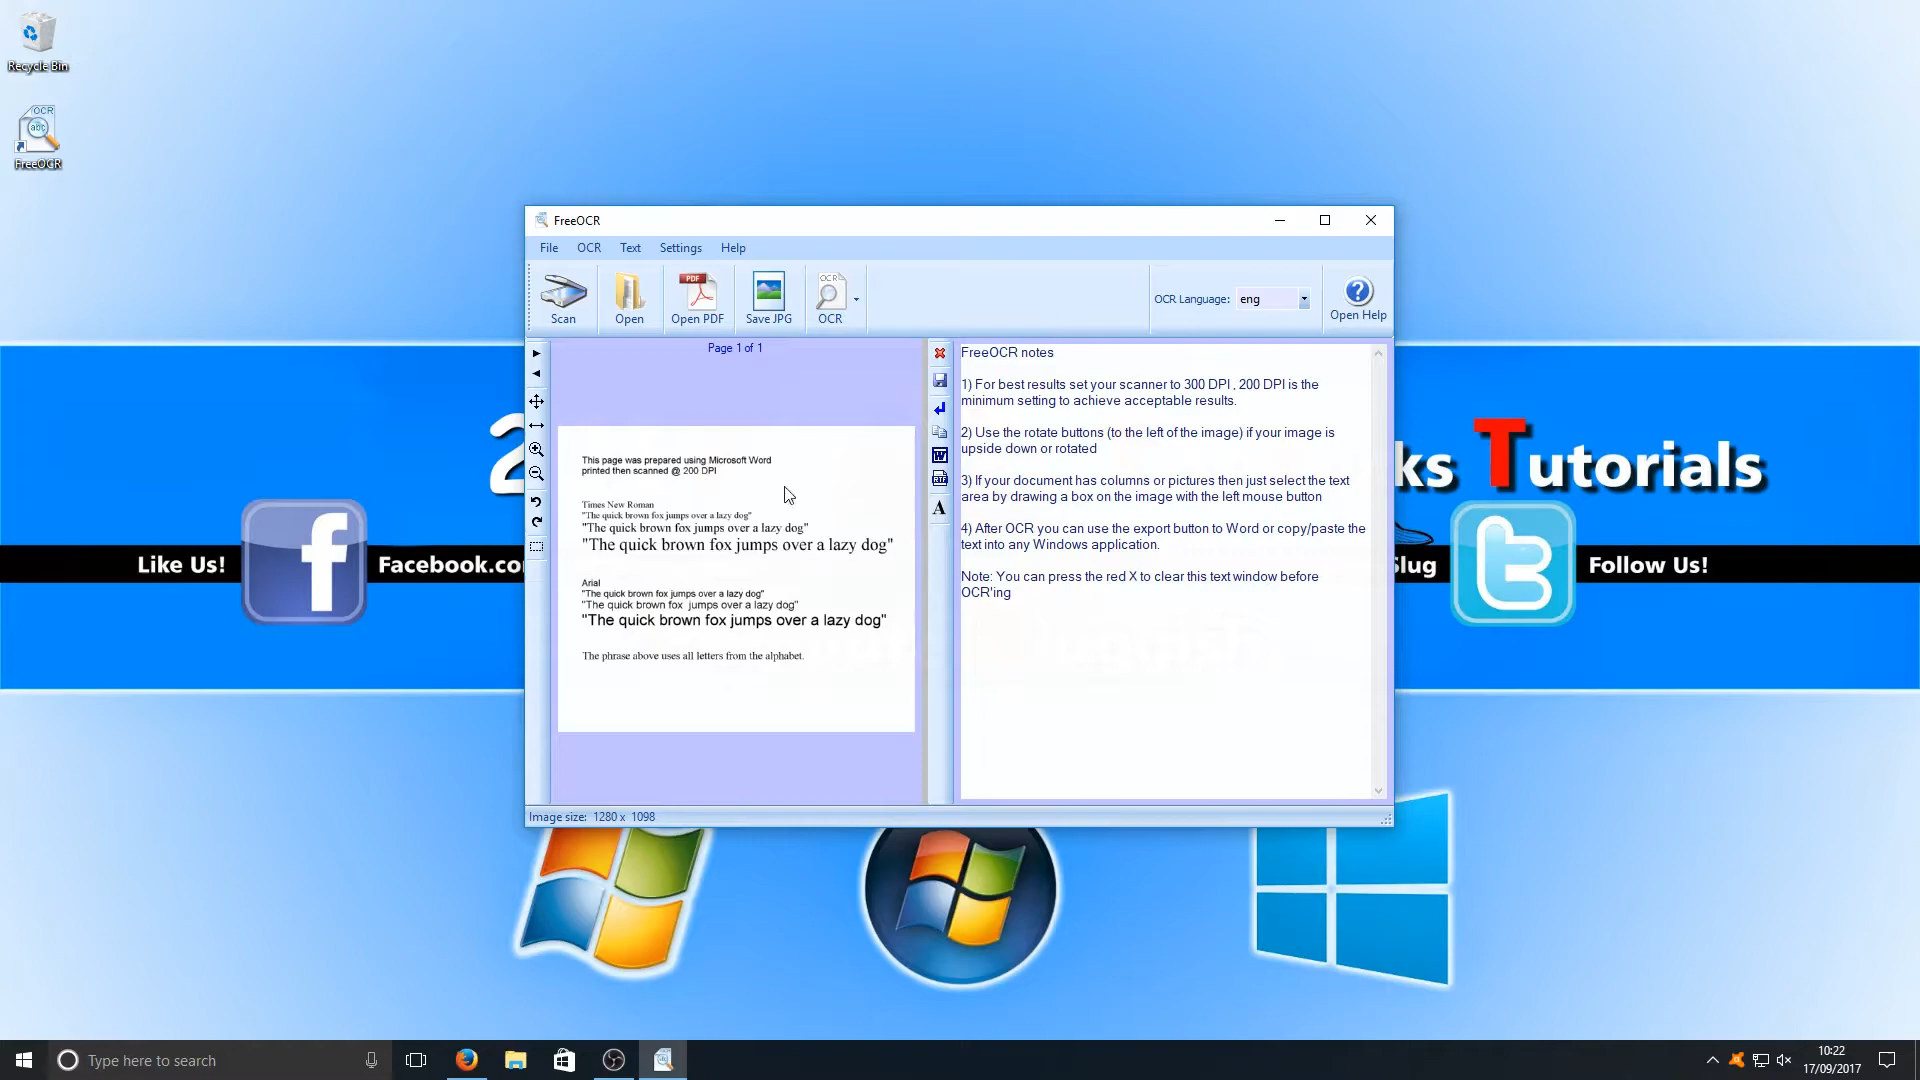 Recycle Bin
OCR
abc
FreeOCR
FreeOCR
File OCR Text Settings Help
Scan
Open
PDF
Open PDF
Save JPG
OCR
OCR
OCR Language: eng
Open Help
Page 1 of 1
This page was prepared using Microsoft Word
printed then scanned @ 200 DPI
Times New Roman
"The quick brown fox jumps over a lazy dog"
"The quick brown fox jumps over a lazy dog"
"The quick brown fox jumps over a lazy dog"
Arial
"The quick brown fox jumps over a lazy dog"
"The quick brown fox jumps over a lazy dog"
"The quick brown fox jumps over a lazy dog"
The phrase above uses all letters from the alphabet.
W
RTF
A
FreeOCR notes
1) For best results set your scanner to 300 DPI , 200 DPI is the
minimum setting to achieve acceptable results.
2) Use the rotate buttons (to the left of the image) if your image is
upside down or rotated
3) If your document has columns or pictures then just select the text
area by drawing a box on the image with the left mouse button
4) After OCR you can use the export button to Word or copy/paste the
text into any Windows application.
Note: You can press the red X to clear this text window before
OCR'ing
Image size: 1280 x 1098
2
ks Tutorials
Like Us!
Facebook.co
Slug
Follow Us!
Type here to search
10:22
17/09/2017